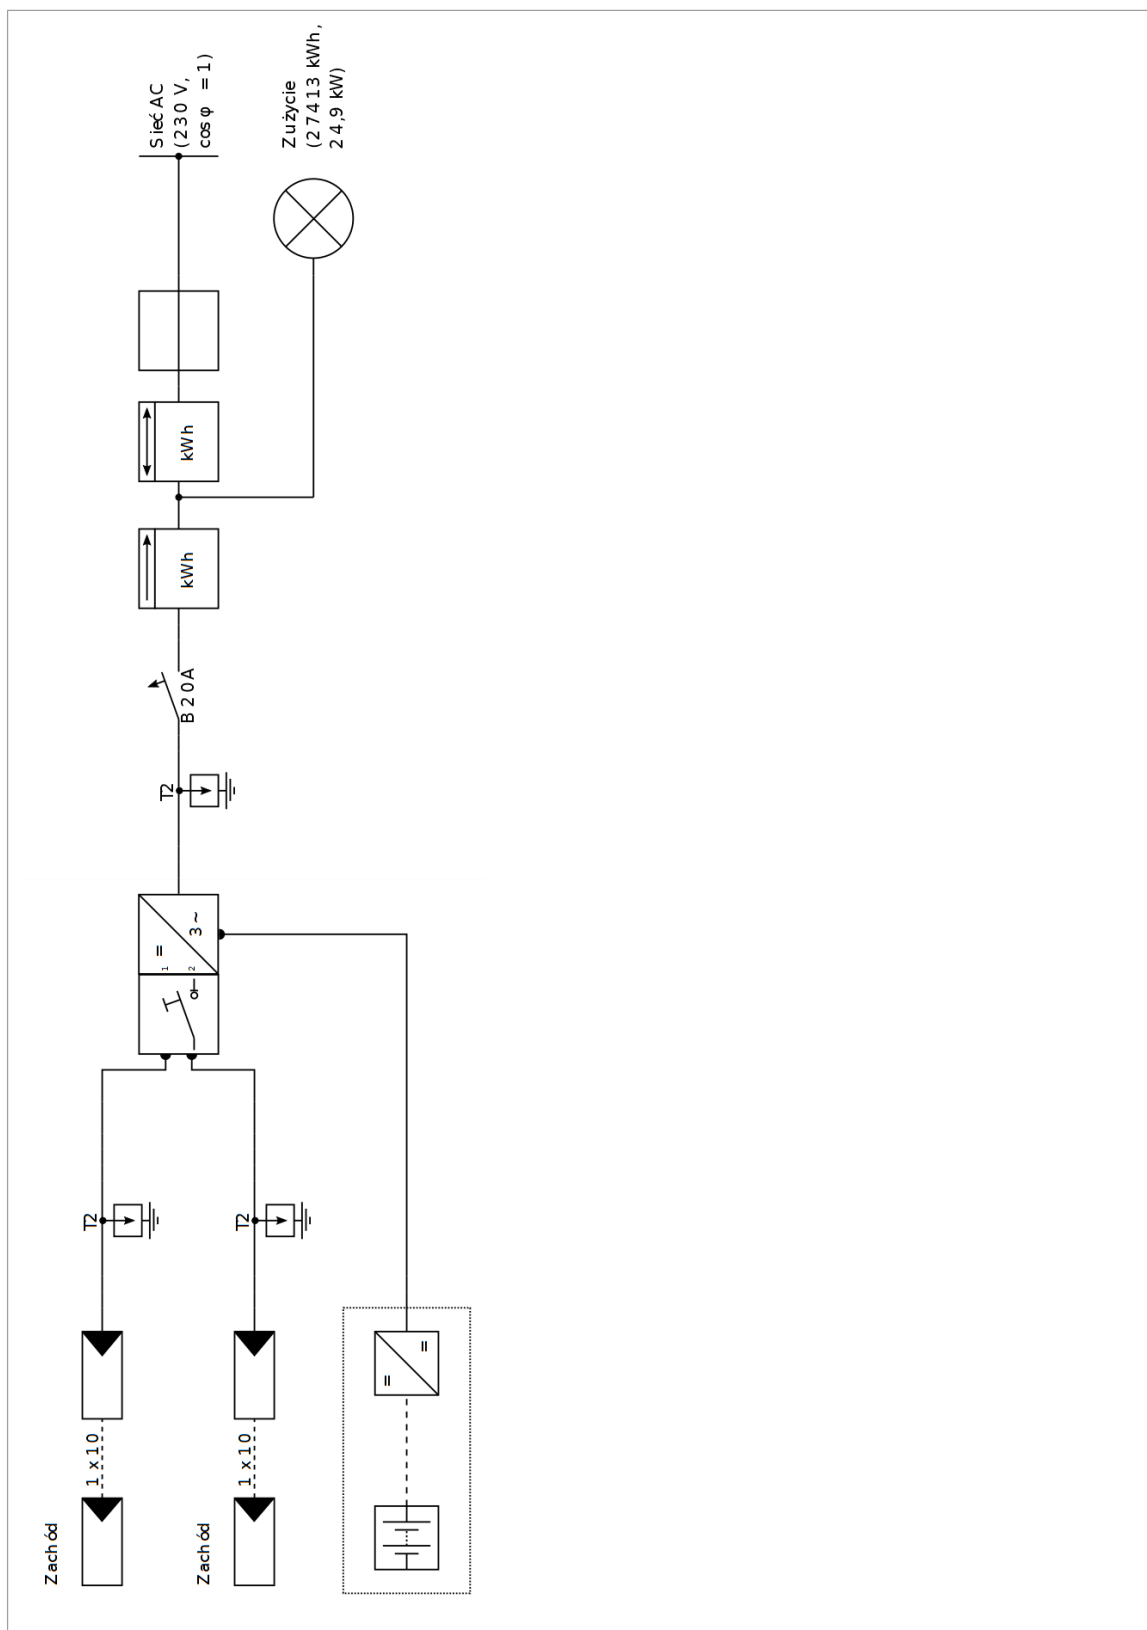 Sieć AC
(230 V,
cos φ = 1)
Zużycie
(27413 kWh,
24,9 kW)
kWh
kWh
B 20A
T2
=
3 ~
1
2
T2
T2
=
=
1 x 10
1 x 10
Zachód
Zachód